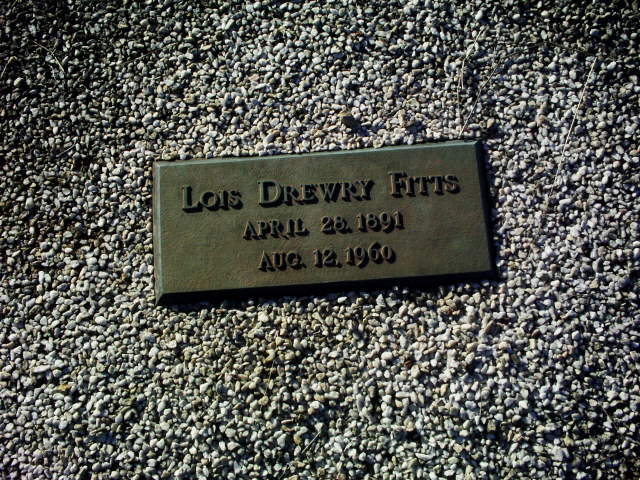 Lois Drewry Fitts
April 28, 1891
Aug. 12, 1960